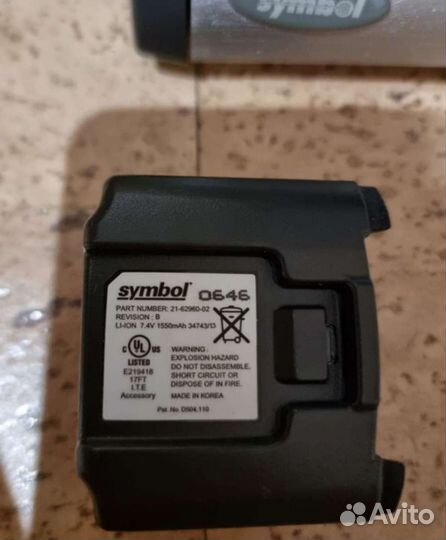 symbol
symbol 0646
PART NUMBER: 21-62960-02
REVISION : B
LI-ION 7.4V 1550mAh 34743/13
C UL US
LISTED
E219418
17FT
I.T.E
Accessory
WARNING :
EXPLOSION HAZARD
DO NOT DISASSEMBLE,
SHORT CIRCUIT OR
DISPOSE OF IN FIRE.
MADE IN KOREA
Pat. No. D504,110
Avito